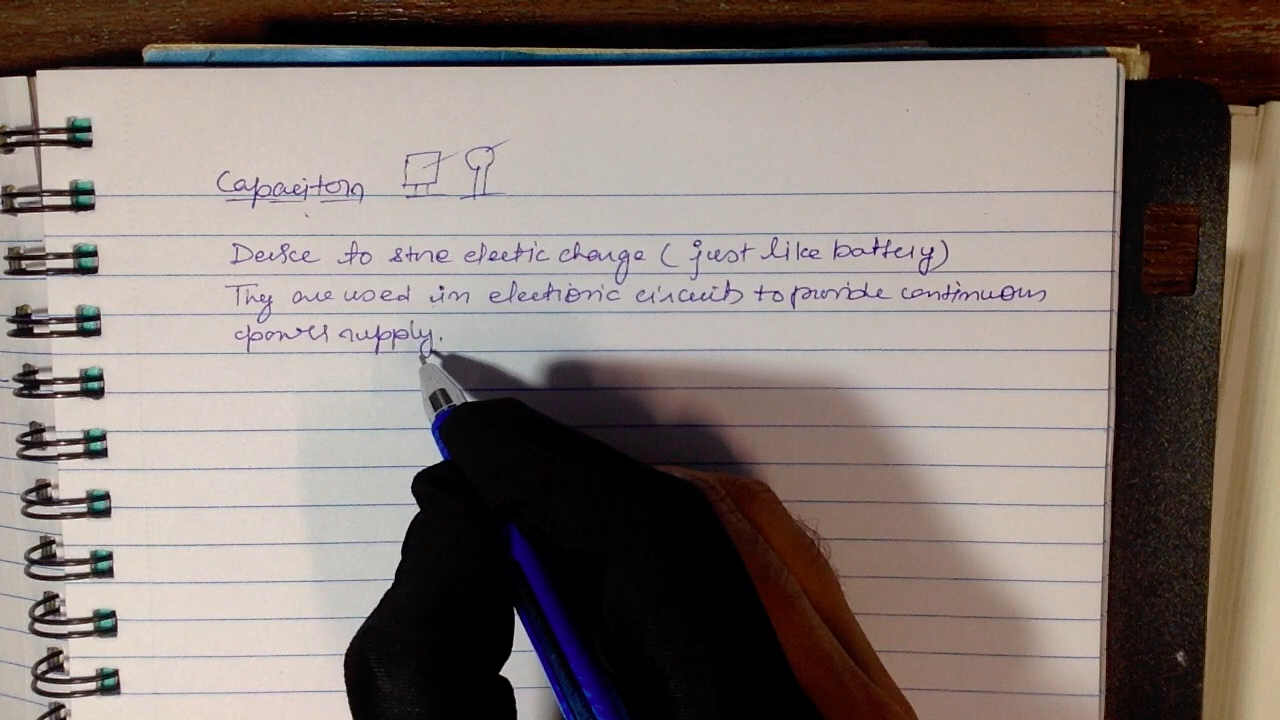 Capacitors
Device to store electric charge (just like battery)
They are used in electronic circuits to provide continuous
power supply.